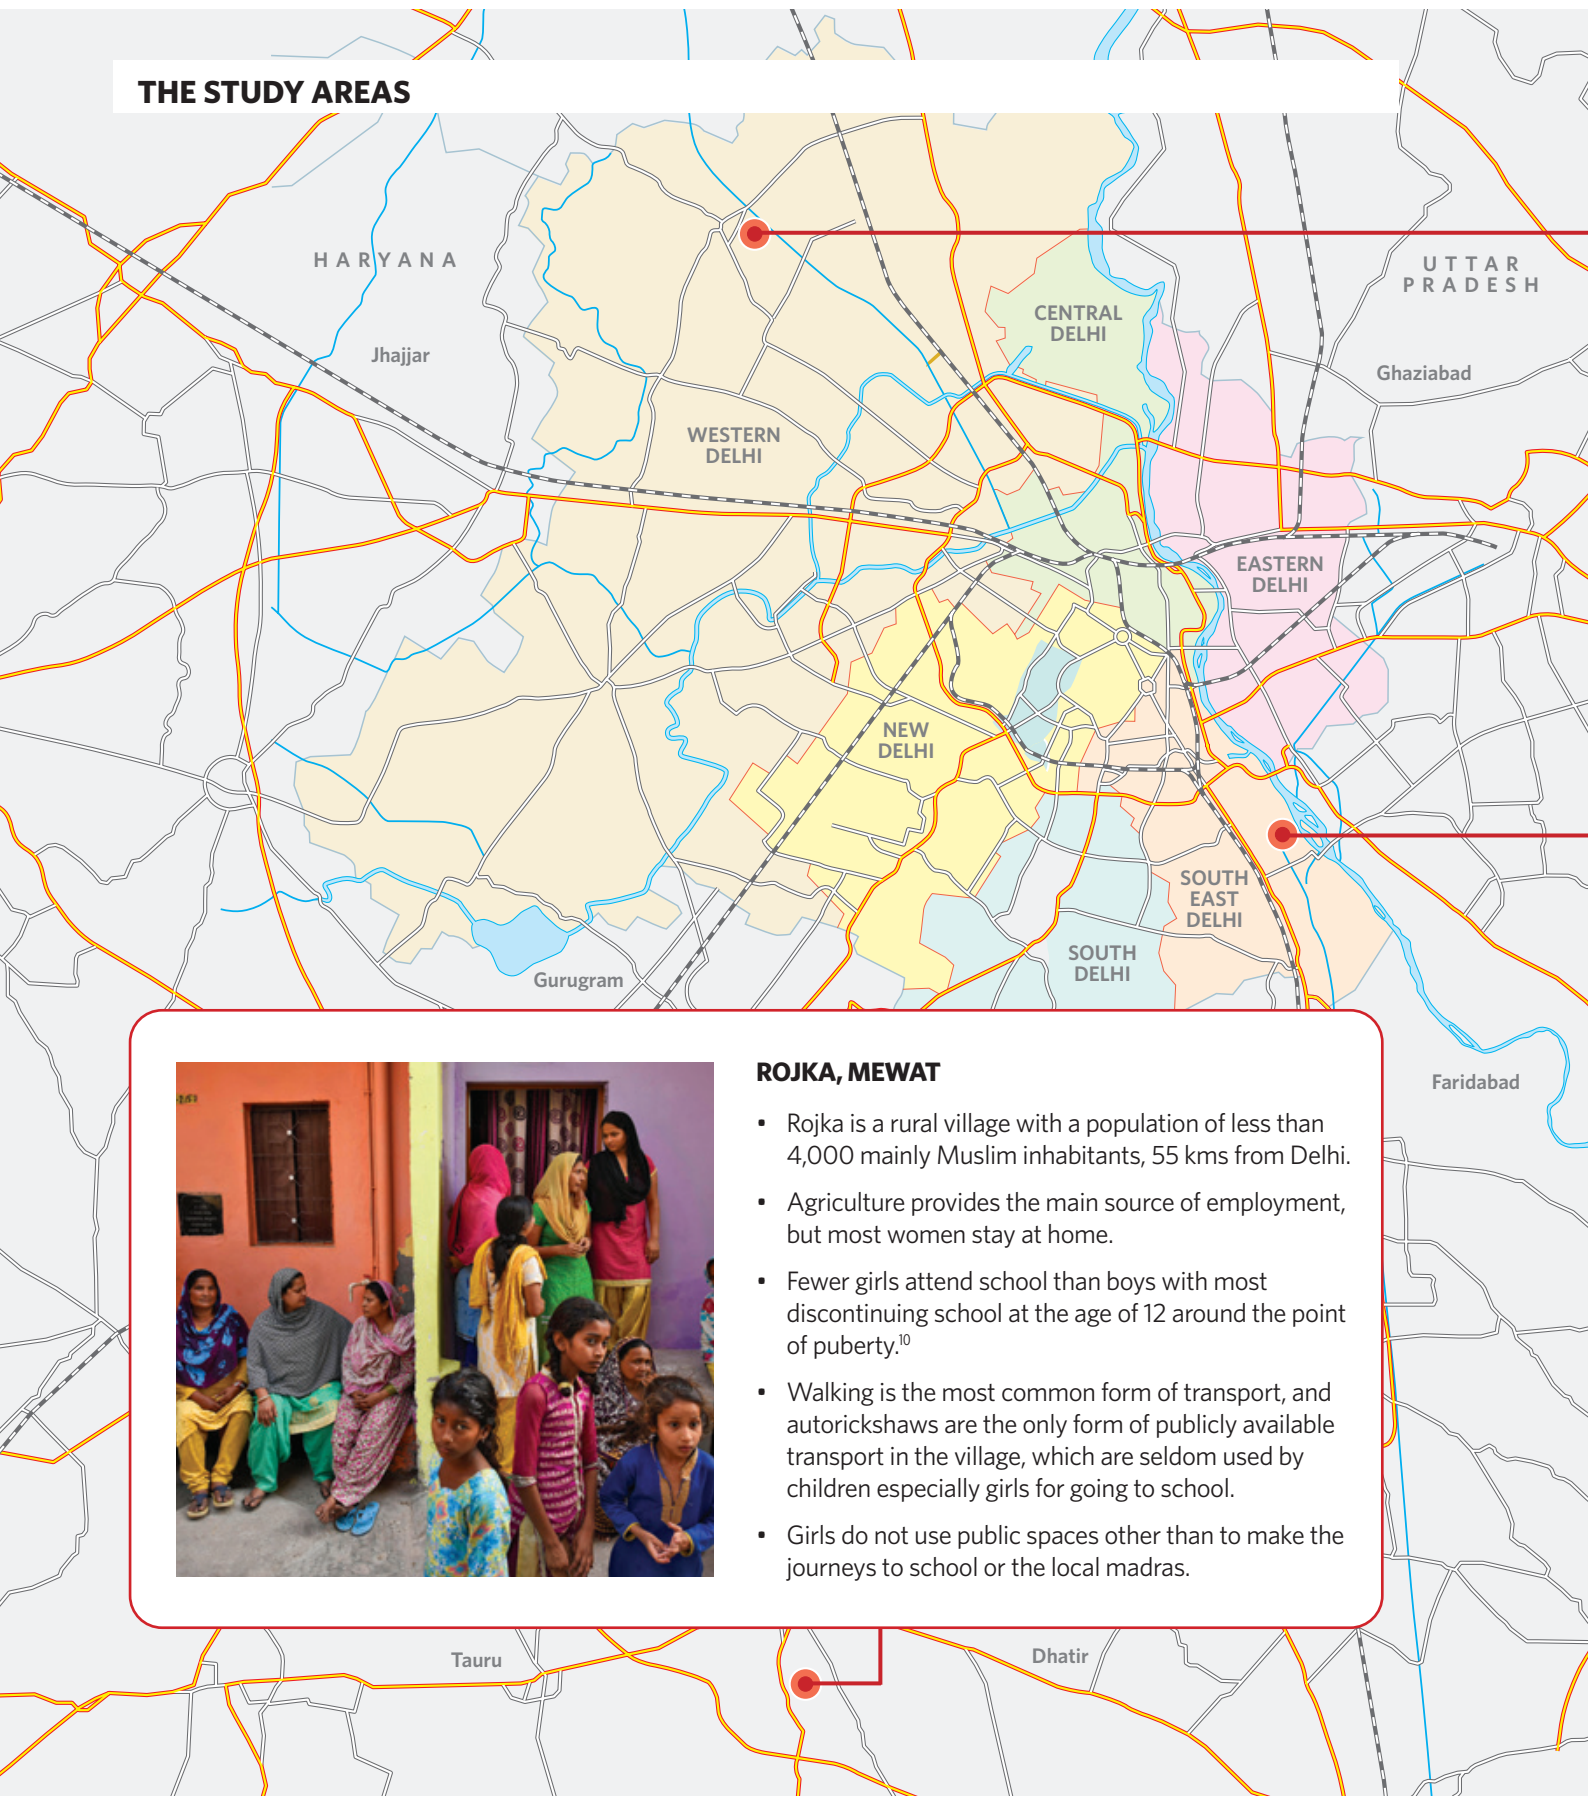 THE STUDY AREAS
HARYANA
UTTAR
PRADESH
CENTRAL
DELHI
Jhajjar
Ghaziabad
WESTERN
DELHI
EASTERN
DELHI
NEW
DELHI
SOUTH
EAST
DELHI
SOUTH
DELHI
Gurugram
Faridabad
ROJKA, MEWAT
• Rojka is a rural village with a population of less than
4,000 mainly Muslim inhabitants, 55 kms from Delhi.
• Agriculture provides the main source of employment,
but most women stay at home.
• Fewer girls attend school than boys with most
discontinuing school at the age of 12 around the point
of puberty.10
• Walking is the most common form of transport, and
autorickshaws are the only form of publicly available
transport in the village, which are seldom used by
children especially girls for going to school.
• Girls do not use public spaces other than to make the
journeys to school or the local madras.
Tauru
Dhatir